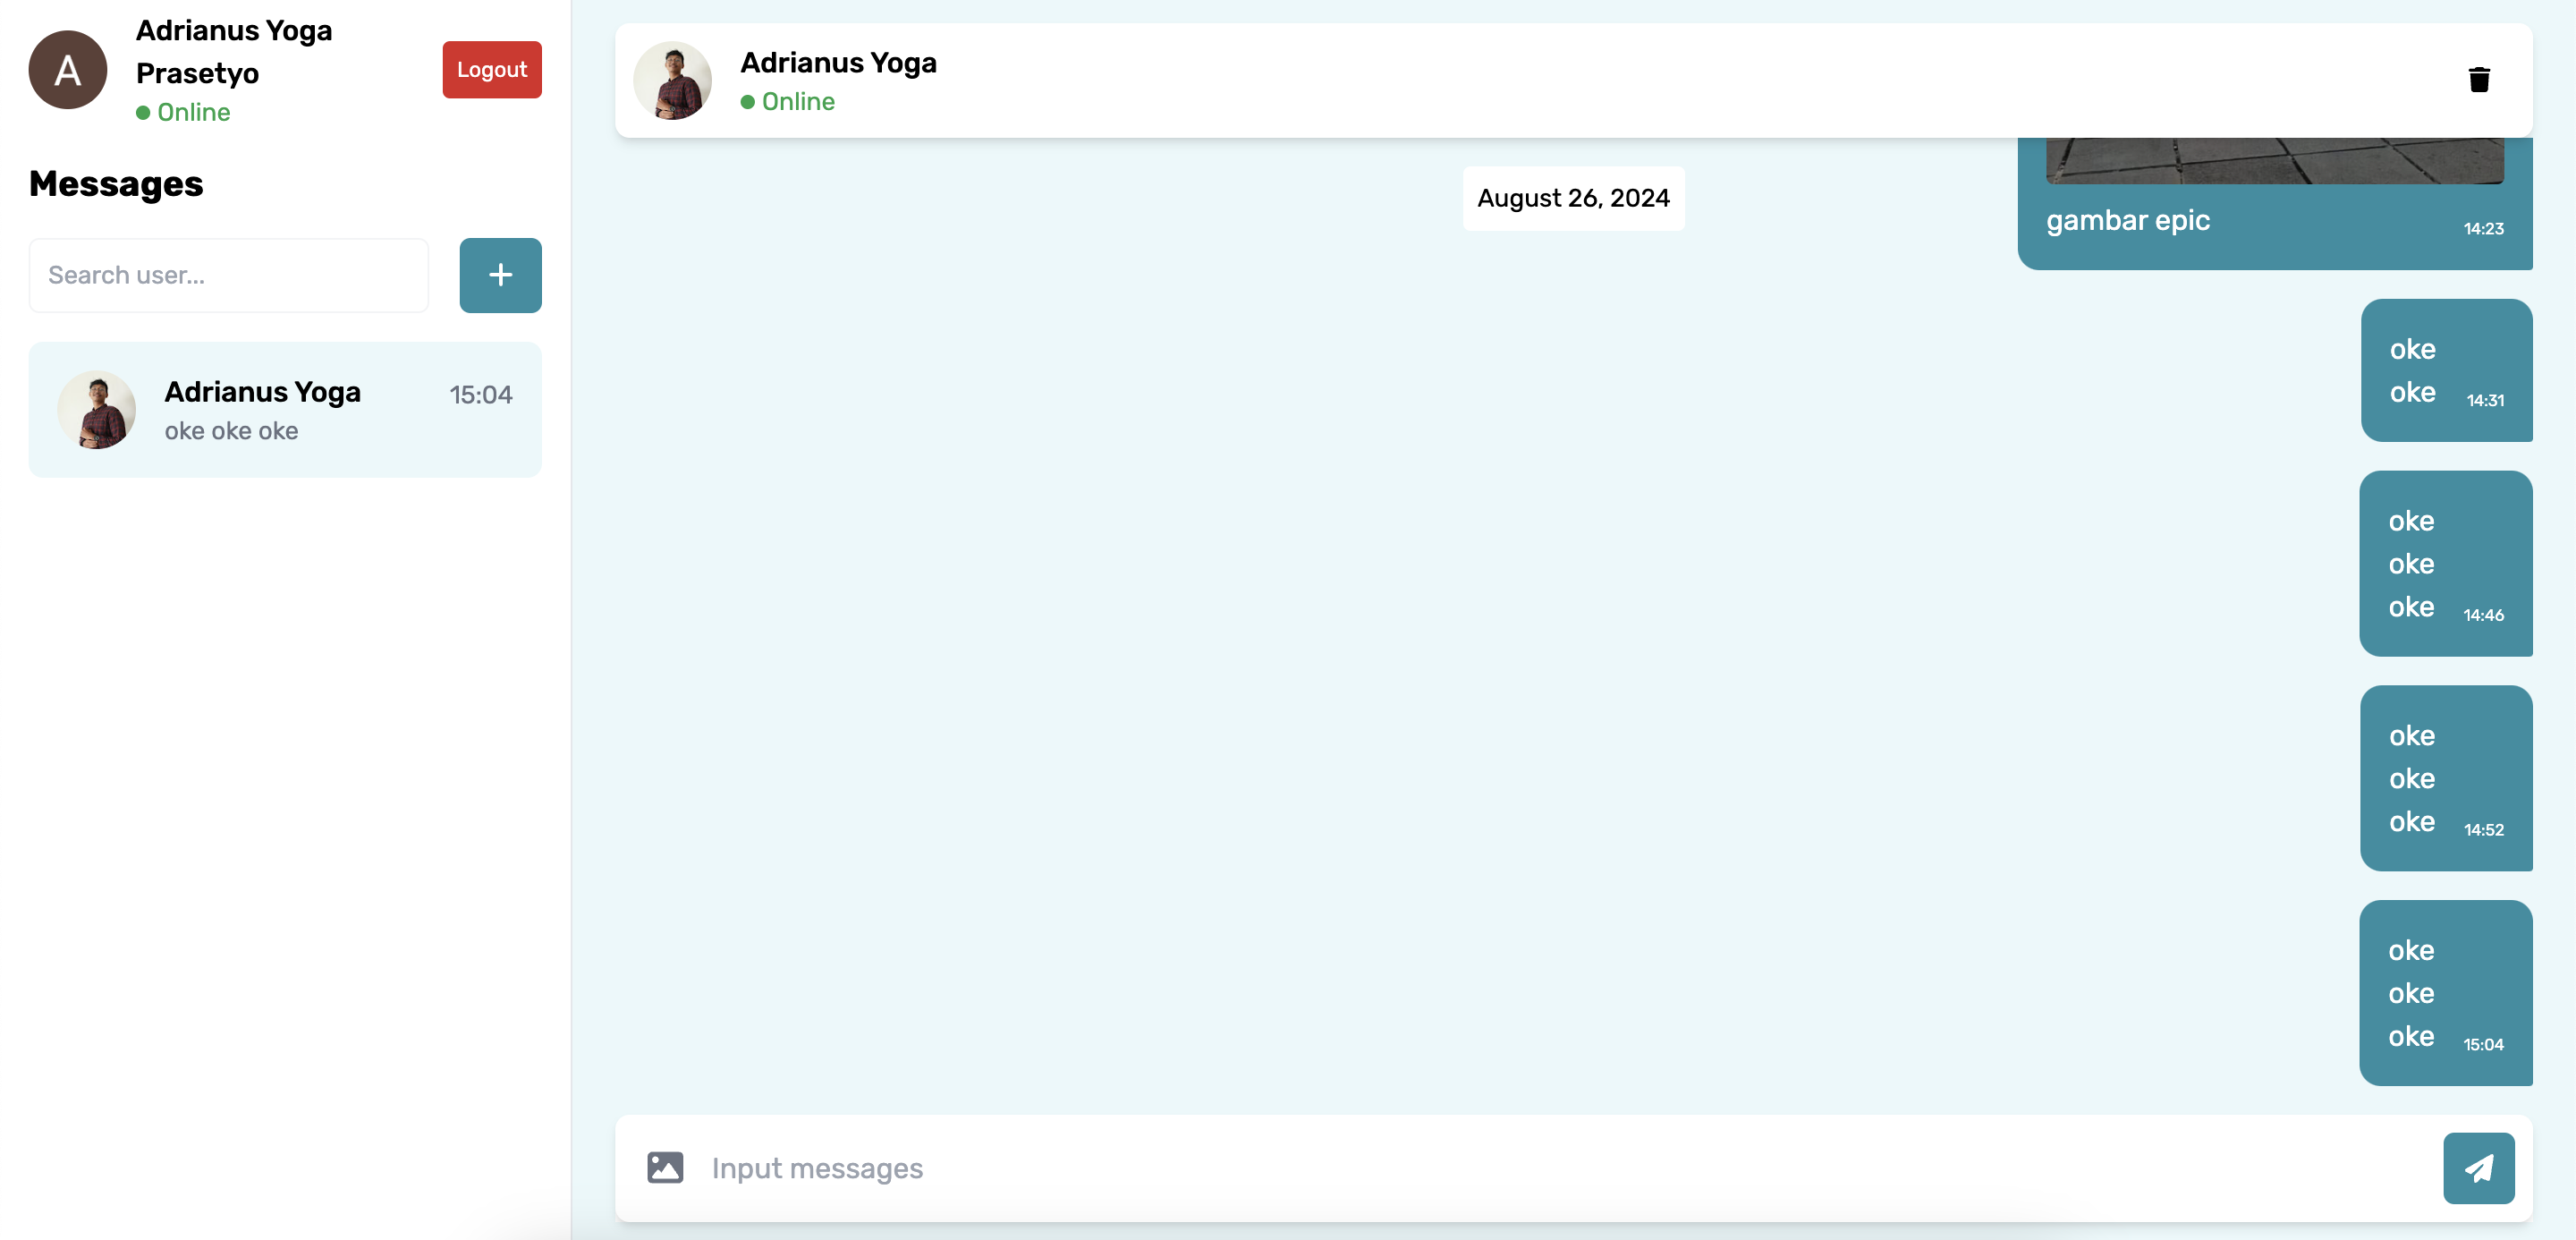 A
Adrianus Yoga
Prasetyo
Online
Logout
Messages
Search user...
+
Adrianus Yoga
15:04
oke oke oke
Adrianus Yoga
Online
August 26, 2024
gambar epic
14:23
oke
oke
14:31
oke
oke
oke
14:46
oke
oke
oke
14:52
oke
oke
oke
15:04
Input messages